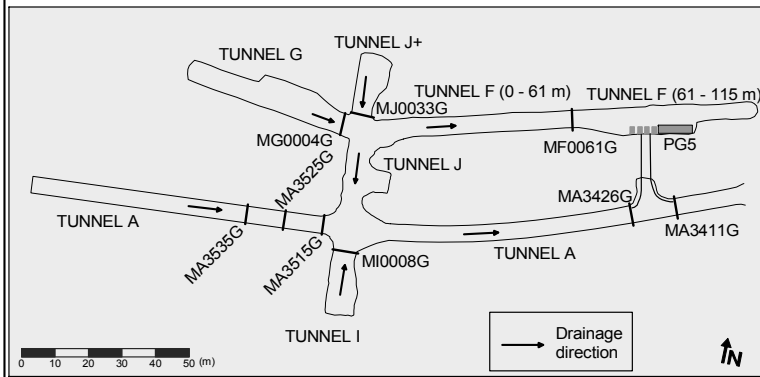 TUNNEL G
TUNNEL J+
TUNNEL F (0 - 61 m)
TUNNEL F (61 - 115 m)
MJ0033G
MG0004G
MF0061G
PG5
MA3525G
TUNNEL J
MA3426G
TUNNEL A
MA3535G
MA3515G
MI0008G
TUNNEL A
MA3411G
TUNNEL I
0 10 20 30 40 50 (m)
Drainage
direction
N